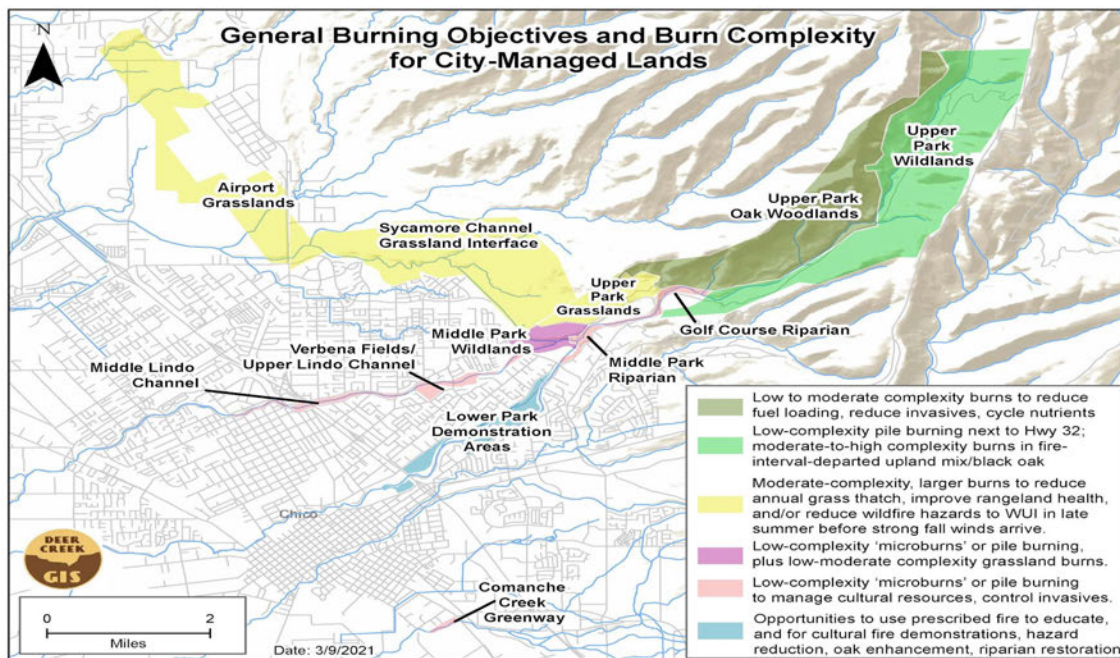 General Burning Objectives and Burn Complexity
for City-Managed Lands
N
Upper
Park
Wildlands
Airport
Grasslands
Upper Park
Oak Woodlands
Sycamore Channel
Grassland Interface
Upper
Park
Grasslands
Golf Course Riparian
Middle Park
Wildlands
Verbena Fields/
Upper Lindo Channel
Middle Park
Riparian
Middle Lindo
Channel
Lower Park
Demonstration
Areas
Chico
Comanche
Creek
Greenway
DEER
CREEK
GIS
0 2
Miles
Date: 3/9/2021
Low to moderate complexity burns to reduce
fuel loading, reduce invasives, cycle nutrients
Low-complexity pile burning next to Hwy 32;
moderate-to-high complexity burns in fire-
interval-departed upland mix/black oak
Moderate-complexity, larger burns to reduce
annual grass thatch, improve rangeland health,
and/or reduce wildfire hazards to WUI in late
summer before strong fall winds arrive.
Low-complexity ‘microburns’ or pile burning,
plus low-moderate complexity grassland burns.
Low-complexity ‘microburns’ or pile burning
to manage cultural resources, control invasives.
Opportunities to use prescribed fire to educate,
and for cultural fire demonstrations, hazard
reduction, oak enhancement, riparian restoration